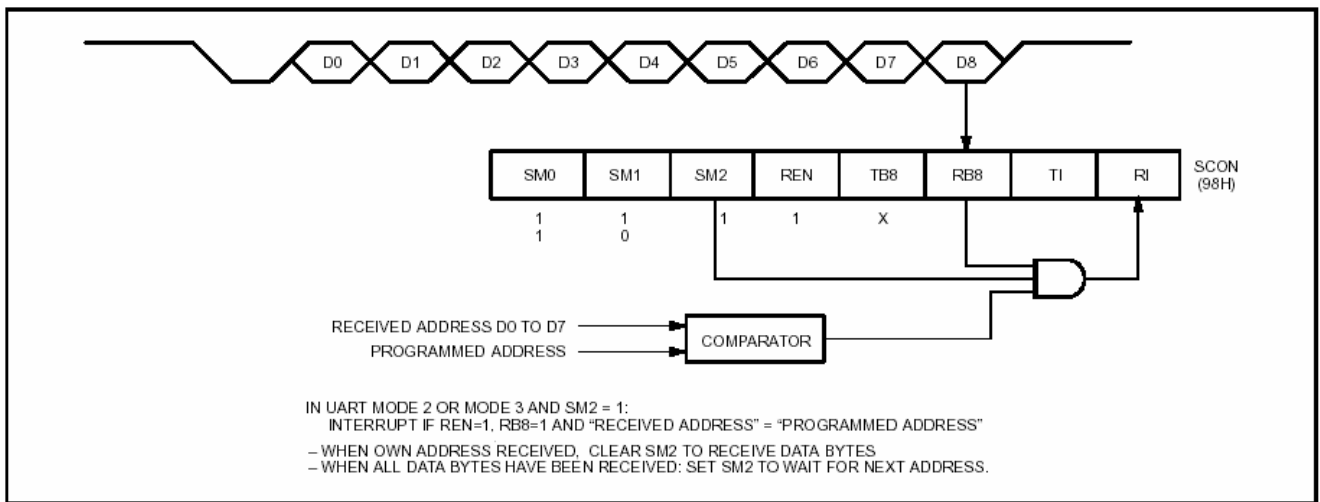 D0 D1 D2 D3 D4 D5 D6 D7 D8
SM0 SM1 SM2 REN TB8 RB8 TI RI
SCON
(98H)
1 1 1 1 X
1 0
RECEIVED ADDRESS D0 TO D7
PROGRAMMED ADDRESS
COMPARATOR
IN UART MODE 2 OR MODE 3 AND SM2 = 1:
INTERRUPT IF REN=1, RB8=1 AND “RECEIVED ADDRESS” = “PROGRAMMED ADDRESS”
– WHEN OWN ADDRESS RECEIVED, CLEAR SM2 TO RECEIVE DATA BYTES
– WHEN ALL DATA BYTES HAVE BEEN RECEIVED: SET SM2 TO WAIT FOR NEXT ADDRESS.